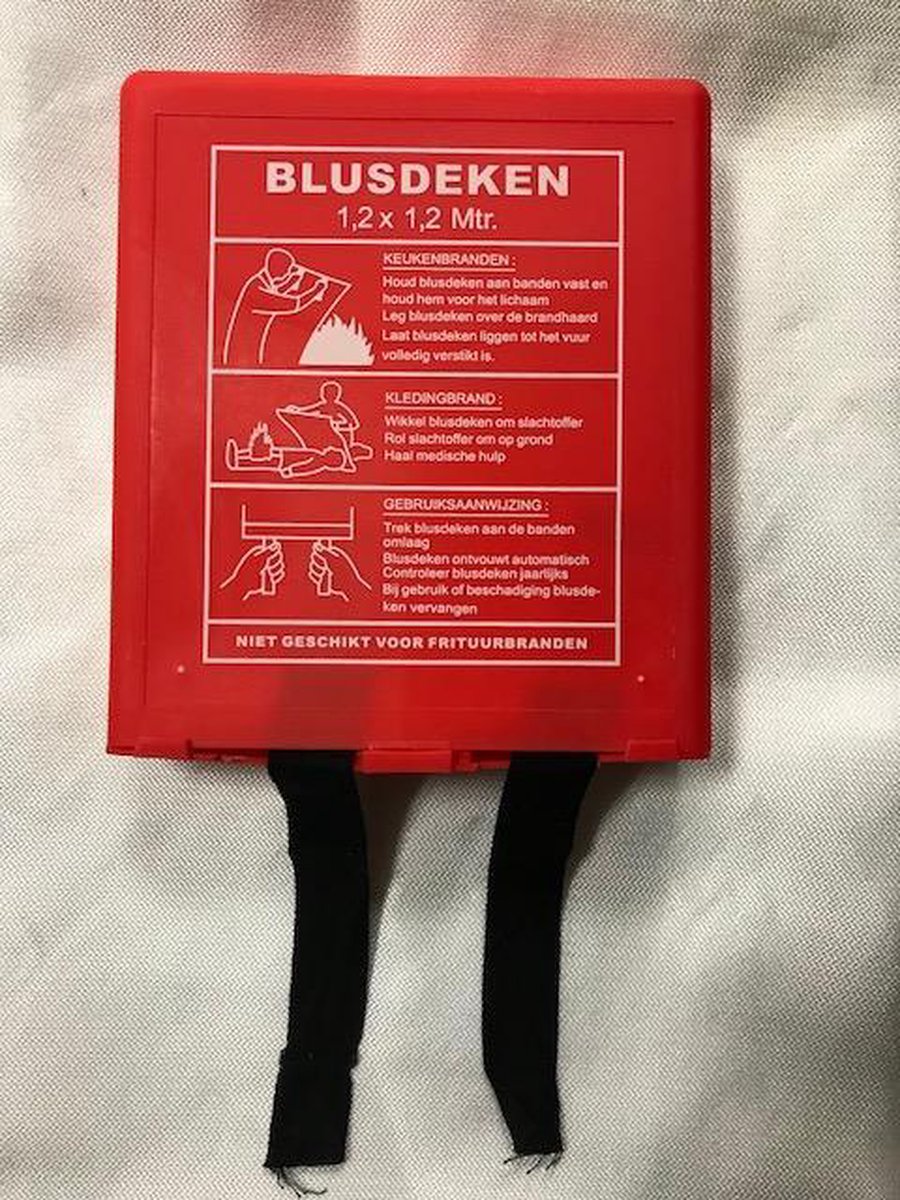 BLUSDEKEN
1,2 x 1,2 Mtr.
KEUKENBRANDEN :
Houd blusdeken aan banden vast en
houd hem voor het lichaam
Leg blusdeken over de brandhaard
Laat blusdeken liggen tot het vuur
volledig verstikt is.
KLEDINGBRAND :
Wikkel blusdeken om slachtoffer
Rol slachtoffer om op grond
Haal medische hulp
GEBRUIKSAANWIJZING :
Trek blusdeken aan de banden
omlaag
Blusdeken ontvouwt automatisch
Controleer blusdeken jaarlijks
Bij gebruik of beschadiging blusde-
ken vervangen
NIET GESCHIKT VOOR FRITUURBRANDEN